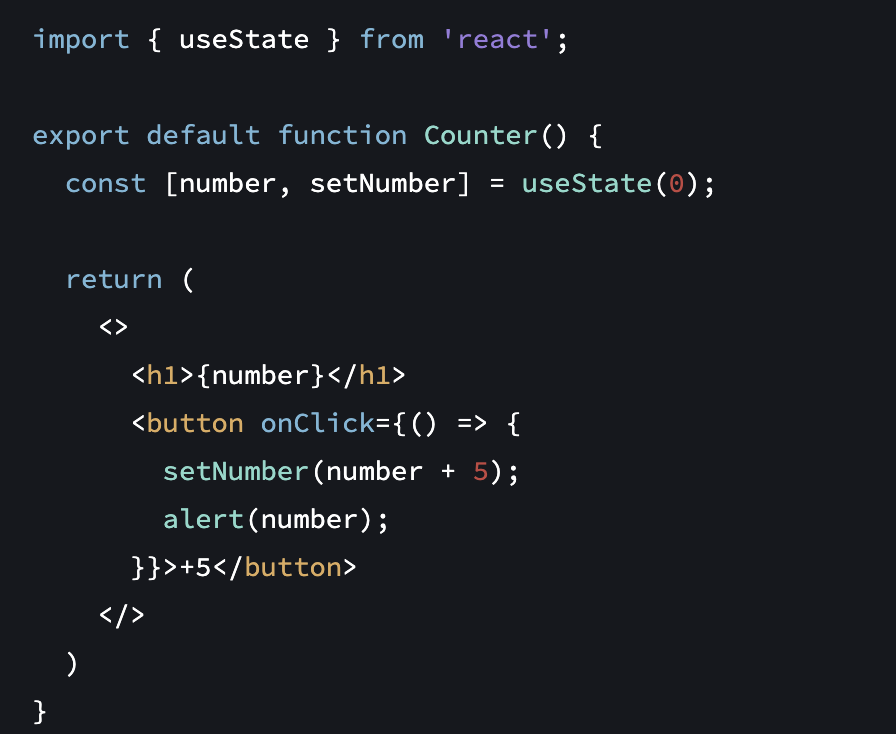 import { useState } from 'react';
export default function Counter() {
  const [number, setNumber] = useState(0);
  return (
    <>
      <h1>{number}</h1>
      <button onClick={() => {
        setNumber(number + 5);
        alert(number);
      }}>+5</button>
    </>
  )
}